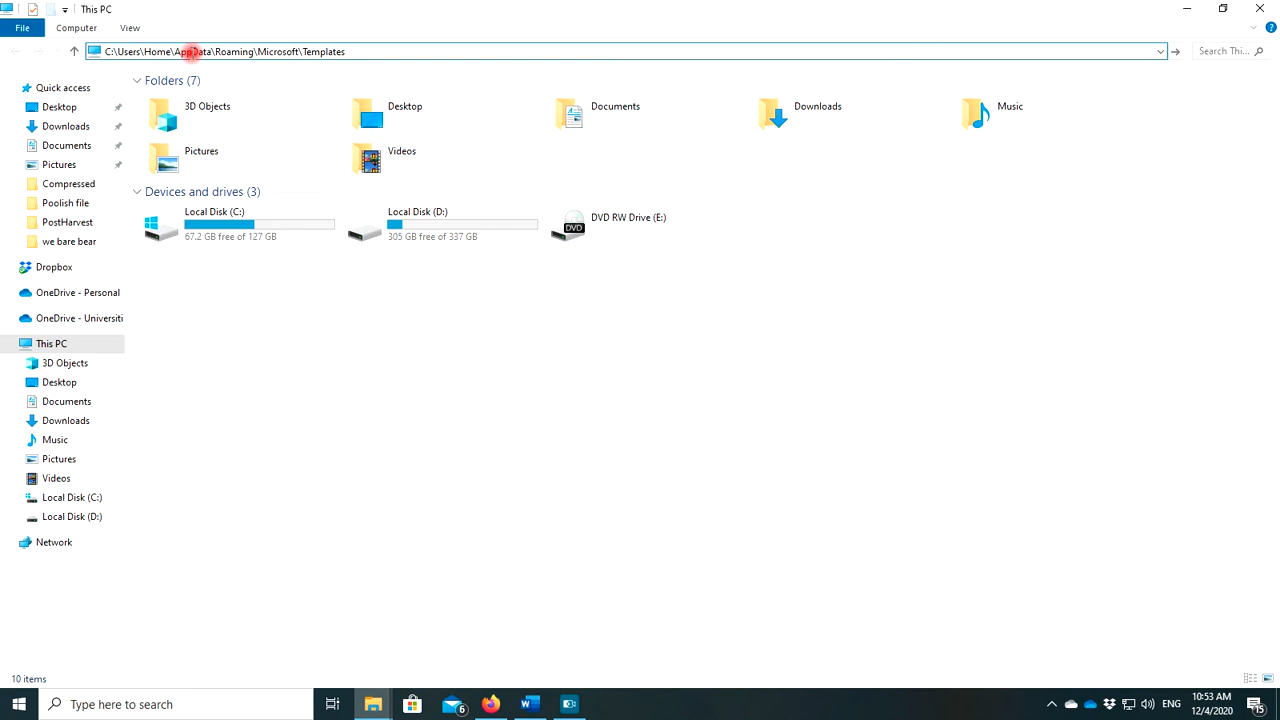 This PC
File
Computer
View
C:\Users\Home\AppData\Roaming\Microsoft\Templates
Search Thi...
Quick access
Desktop
Downloads
Documents
Pictures
Compressed
Poolish file
PostHarvest
we bare bear
Dropbox
OneDrive - Personal
OneDrive - Universiti
This PC
3D Objects
Desktop
Documents
Downloads
Music
Pictures
Videos
Local Disk (C:)
Local Disk (D:)
Network
Folders (7)
3D Objects
Desktop
Documents
Downloads
Music
Pictures
Videos
Devices and drives (3)
Local Disk (C:)
67.2 GB free of 127 GB
Local Disk (D:)
305 GB free of 337 GB
DVD
DVD RW Drive (E:)
10 items
Type here to search
6
ENG
10:53 AM
12/4/2020
15